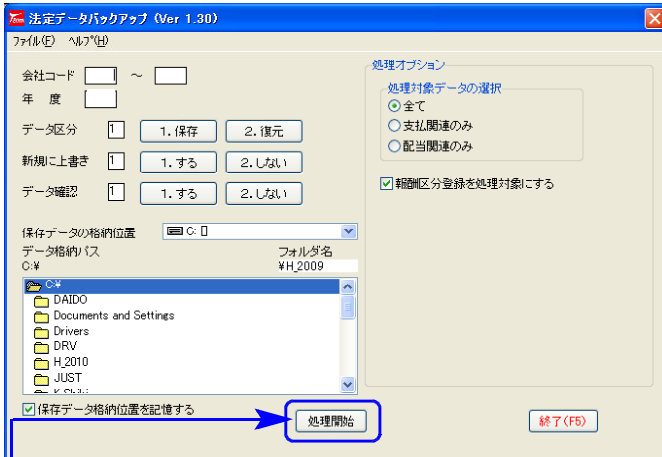 法定データバックアップ (Ver 1.30)
ファイル(F) ヘルプ(H)
会社コード ～
年 度
データ区分 1 1. 保存 2. 復元
新規に上書き 1 1. する 2. しない
データ確認 1 1. する 2. しない
保存データの格納位置 C: []
データ格納パス フォルダ名
C:¥ ¥H_2009
C:¥
DAIDO
Documents and Settings
Drivers
DRV
H_2010
JUST
保存データ格納位置を記憶する
処理開始
処理オプション
処理対象データの選択
全て
支払関連のみ
配当関連のみ
報酬区分登録を処理対象にする
終了(F5)